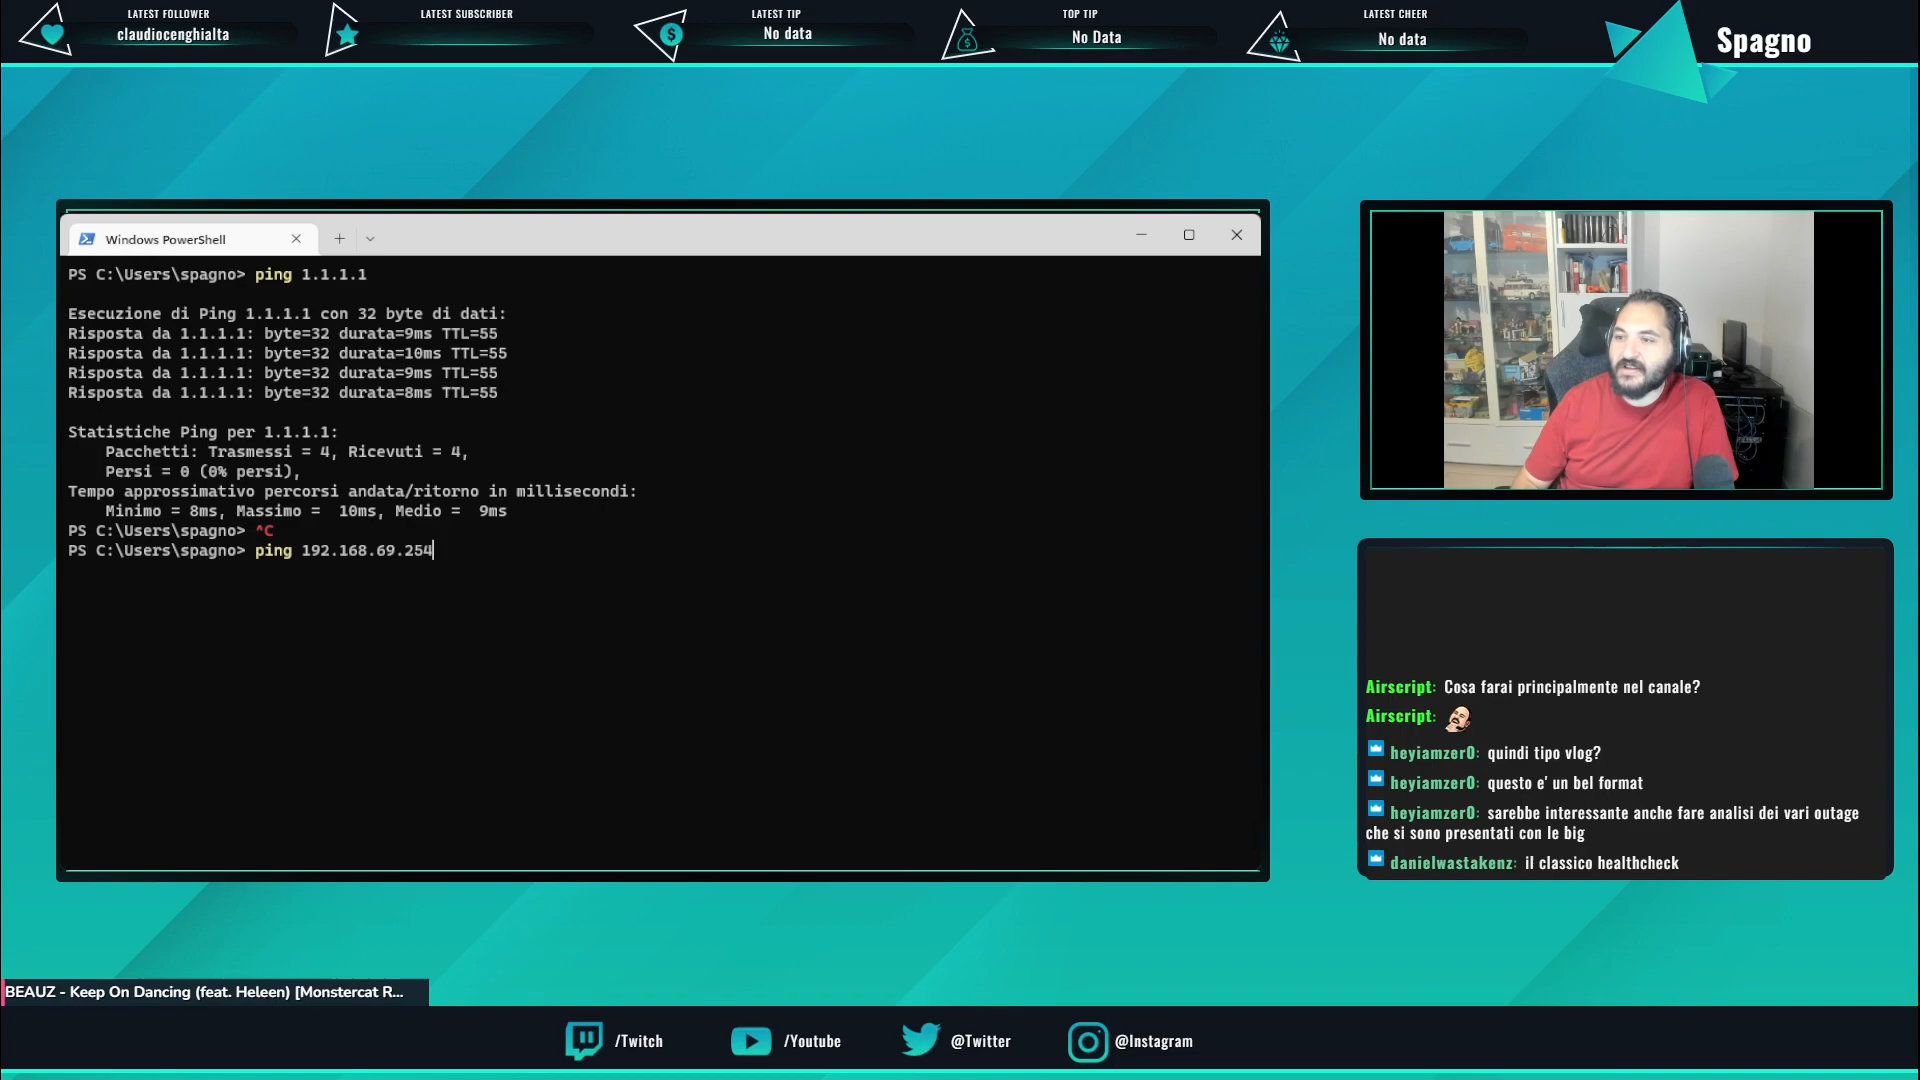 LATEST FOLLOWER
claudiocenghialta
LATEST SUBSCRIBER
LATEST TIP
No data
TOP TIP
No Data
LATEST CHEER
No data
Spagno
Windows PowerShell
PS C:\Users\spagno> ping 1.1.1.1
Esecuzione di Ping 1.1.1.1 con 32 byte di dati:
Risposta da 1.1.1.1: byte=32 durata=9ms TTL=55
Risposta da 1.1.1.1: byte=32 durata=10ms TTL=55
Risposta da 1.1.1.1: byte=32 durata=9ms TTL=55
Risposta da 1.1.1.1: byte=32 durata=8ms TTL=55
Statistiche Ping per 1.1.1.1:
Pacchetti: Trasmessi = 4, Ricevuti = 4,
Persi = 0 (0% persi),
Tempo approssimativo percorsi andata/ritorno in millisecondi:
Minimo = 8ms, Massimo =  10ms, Medio =  9ms
PS C:\Users\spagno> ^C
PS C:\Users\spagno> ping 192.168.69.254
Airscript: Cosa farai principalmente nel canale?
Airscript:
heyiamzer0: quindi tipo vlog?
heyiamzer0: questo e' un bel format
heyiamzer0: sarebbe interessante anche fare analisi dei vari outage
che si sono presentati con le big
danielwastakenz: il classico healthcheck
BEAUZ - Keep On Dancing (feat. Heleen) [Monstercat R...
/Twitch
/Youtube
@Twitter
@Instagram